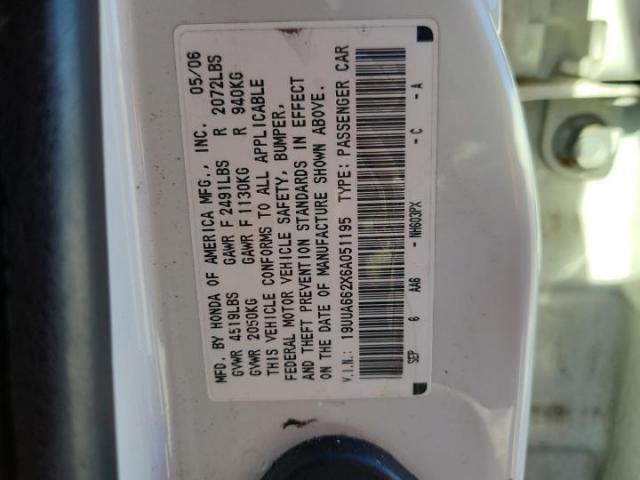 MFD. BY HONDA OF AMERICA MFG., INC. 05/06
GVWR 4519LBS GAWR F 2491LBS R 2072LBS
GVWR 2050KG GAWR F 1130KG R 940KG
THIS VEHICLE CONFORMS TO ALL APPLICABLE
FEDERAL MOTOR VEHICLE SAFETY, BUMPER,
AND THEFT PREVENTION STANDARDS IN EFFECT
ON THE DATE OF MANUFACTURE SHOWN ABOVE.
V.I.N.: 19UUA662X6A051195 TYPE: PASSENGER CAR
SEP 6 AA6 - NH603PX - C - A